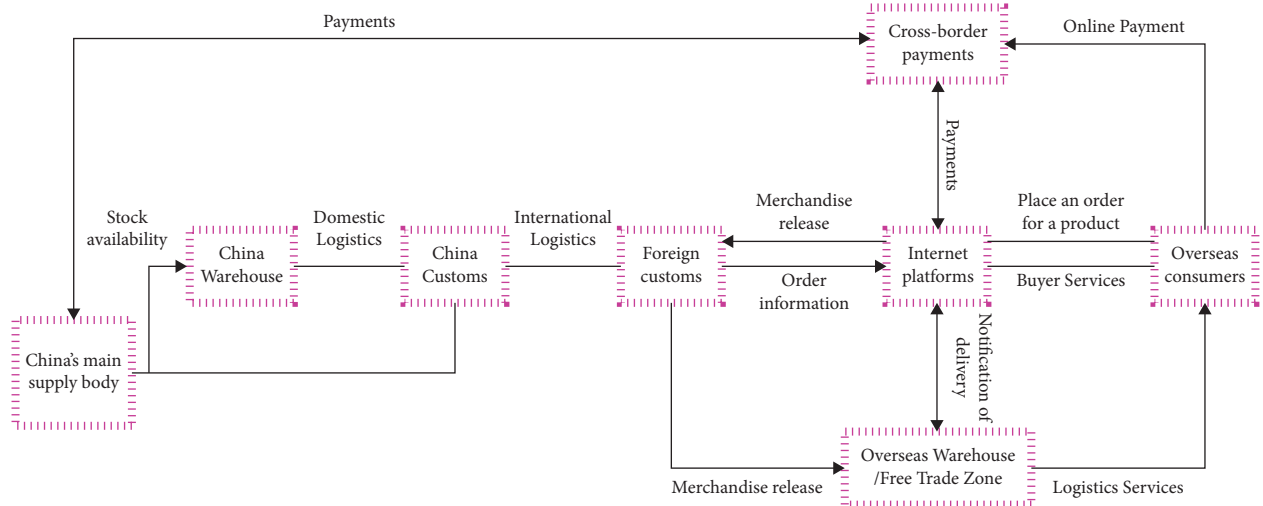 Payments
Cross-border
payments
Online Payment
Payments
Stock
availability
China
Warehouse
Domestic
Logistics
China
Customs
International
Logistics
Foreign
customs
Merchandise
release
Order
information
Internet
platforms
Place an order
for a product
Buyer Services
Overseas
consumers
China's main
supply body
Notification of
delivery
Merchandise release
Overseas Warehouse
/Free Trade Zone
Logistics Services